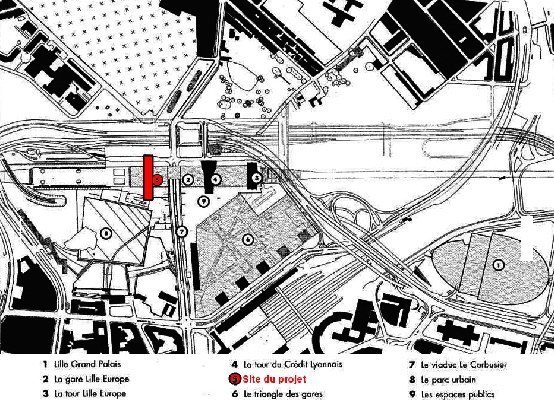 1 Lille Grand Palais
2 La gare Lille Europe
3 La tour Lille Europe
4 La tour du Crédit Lyonnais
5 Site du projet
6 Le triangle des gares
7 Le viaduc Le Corbusier
8 Le parc urbain
9 Les espaces publics